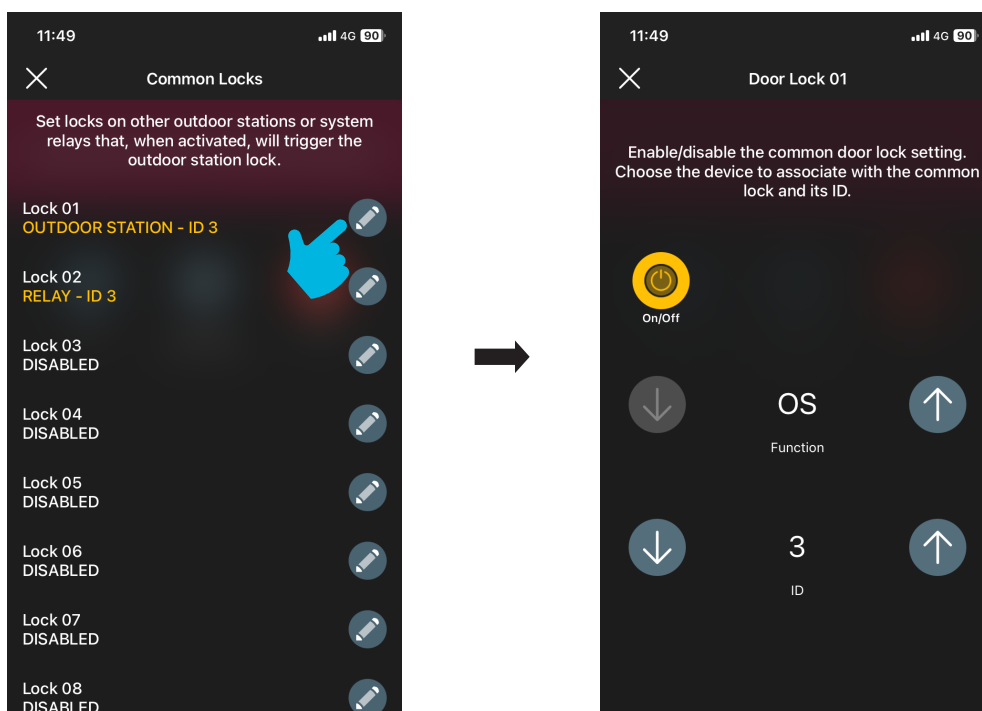 11:49
4G 90
Common Locks
Set locks on other outdoor stations or system
relays that, when activated, will trigger the
outdoor station lock.
Lock 01
OUTDOOR STATION - ID 3
Lock 02
RELAY - ID 3
Lock 03
DISABLED
Lock 04
DISABLED
Lock 05
DISABLED
Lock 06
DISABLED
Lock 07
DISABLED
Lock 08
DISABLED
11:49
4G 90
Door Lock 01
Enable/disable the common door lock setting.
Choose the device to associate with the common
lock and its ID.
On/Off
OS
Function
3
ID